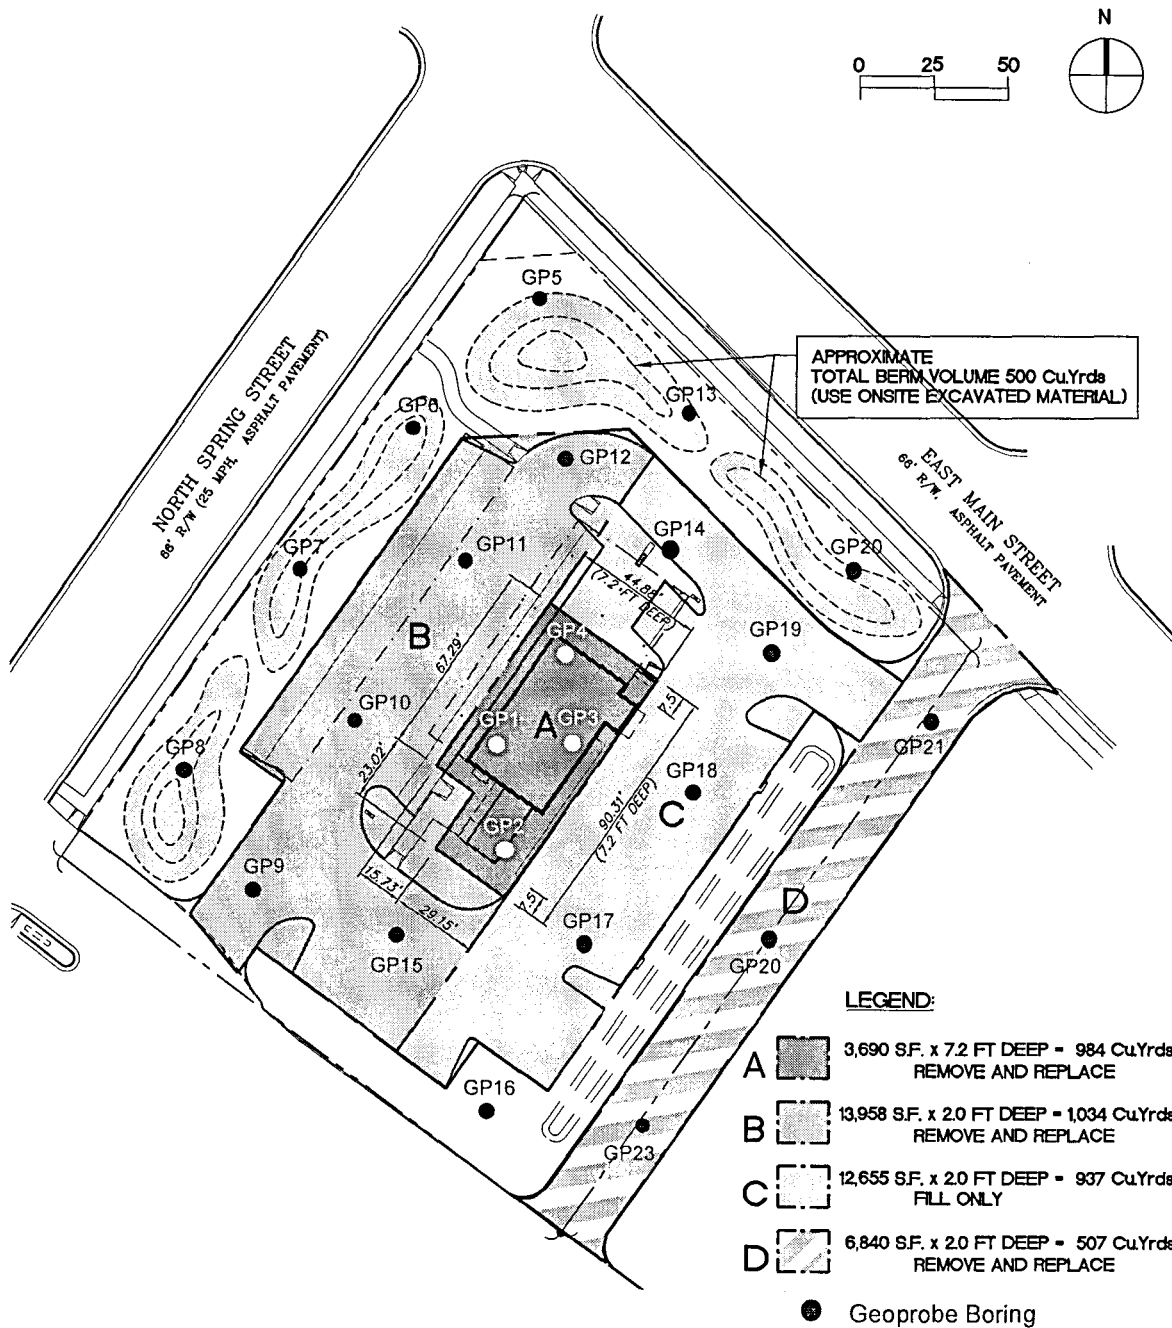 N
0 25 50
GP5
APPROXIMATE
TOTAL BERM VOLUME 500 Cu.Yrds
(USE ONSITE EXCAVATED MATERIAL)
NORTH SPRING STREET
66' R/W (25 MPH, ASPHALT PAVEMENT)
GP6
GP13
EAST MAIN STREET
66' R/W, ASPHALT PAVEMENT
GP12
GP14
GP11
GP7
GP20
44.88'
(7.2' FT DEEP)
B
GP4
GP19
67.29'
GP10
GP1
A
GP3
7.5'
GP21
GP8
23.02'
GP18
C
90.31'
(7.2 FT DEEP)
GP2
GP9
15.73'
29.15'
7.5'
D
GP17
GP15
GP20
LEGEND:
A 3,690 S.F. x 7.2 FT DEEP = 984 Cu.Yrds
REMOVE AND REPLACE
GP16
B 13,958 S.F. x 2.0 FT DEEP = 1,034 Cu.Yrds
REMOVE AND REPLACE
GP23
C 12,655 S.F. x 2.0 FT DEEP = 937 Cu.Yrds
FILL ONLY
D 6,840 S.F. x 2.0 FT DEEP = 507 Cu.Yrds
REMOVE AND REPLACE
Geoprobe Boring